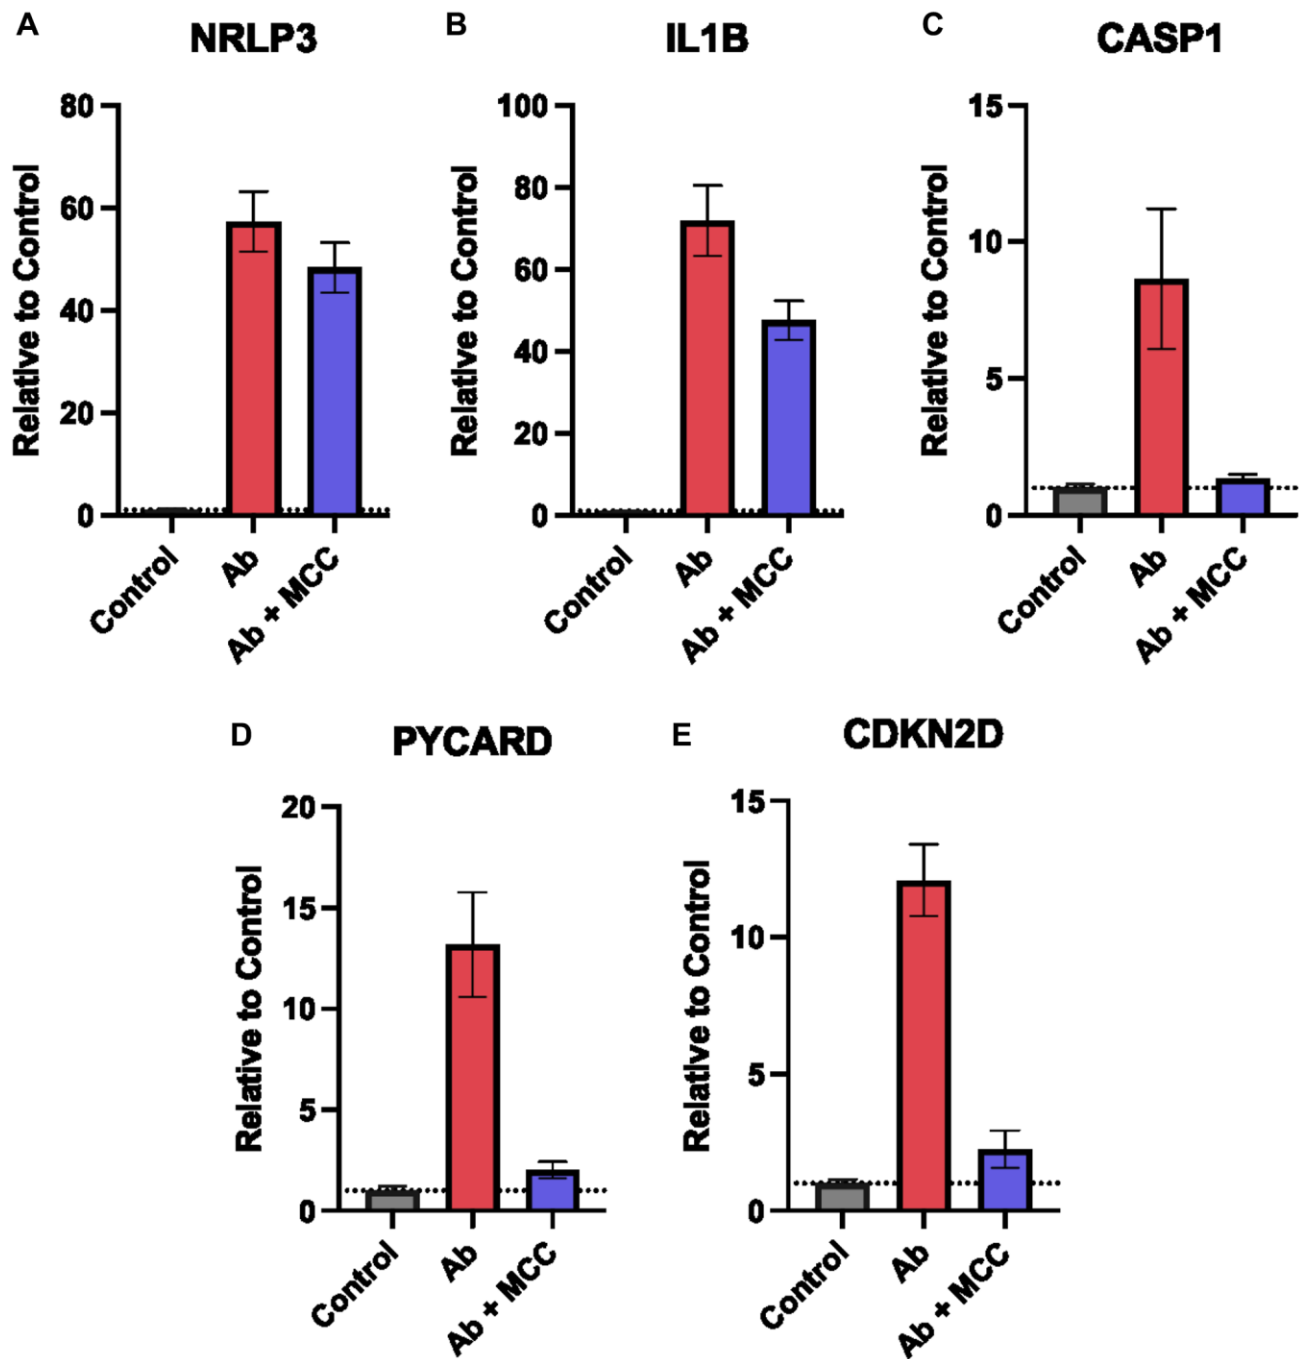 A
NRLP3
Relative to Control
80
60
40
20
0
Control
Ab
Ab + MCC
B
IL1B
Relative to Control
100
80
60
40
20
0
Control
Ab
Ab + MCC
C
CASP1
Relative to Control
15
10
5
0
Control
Ab
Ab + MCC
D
PYCARD
Relative to Control
20
15
10
5
0
Control
Ab
Ab + MCC
E
CDKN2D
Relative to Control
15
10
5
0
Control
Ab
Ab + MCC